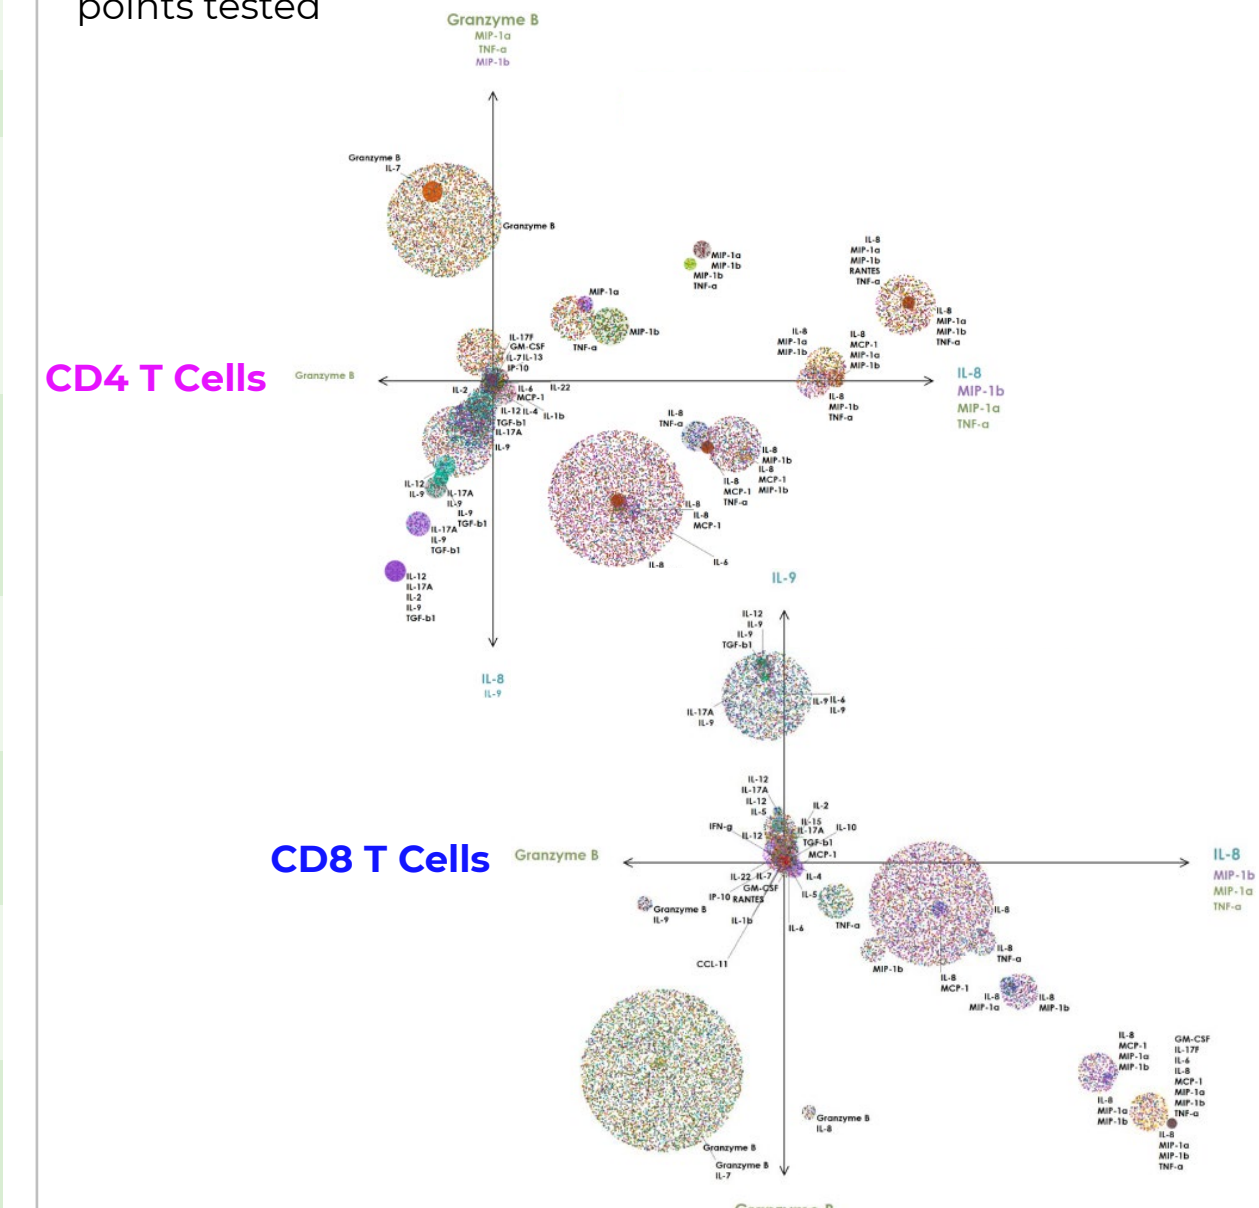 points tested
Granzyme B
MIP-1a
TNF-a
MIP-1b
Granzyme B
IL-7
Granzyme B
MIP-1a
MIP-1b
MIP-1b
TNF-a
IL-8
MIP-1a
MIP-1b
RANTES
TNF-a
IL-8
MIP-1a
MIP-1b
TNF-a
MIP-1a
MIP-1b
TNF-a
IL-8
MIP-1a
MIP-1b
IL-8
MCP-1
MIP-1a
MIP-1b
IL-17F
GM-CSF
IL-7 IL-13
IP-10
CD4 T Cells
Granzyme B
IL-8
MIP-1b
MIP-1a
TNF-a
IL-2
IL-6
MCP-1
IL-22
IL-12 IL-4
IL-1b
TGF-b1
IL-17A
IL-9
IL-8
MIP-1b
TNF-a
IL-8
TNF-a
IL-8
MIP-1b
IL-8
MCP-1
MIP-1b
IL-8
MCP-1
TNF-a
IL-12
IL-9
IL-17A
IL-9
IL-9
TGF-b1
IL-17A
IL-9
TGF-b1
IL-8
IL-8
MCP-1
IL-8
IL-6
IL-12
IL-17A
IL-2
IL-9
TGF-b1
IL-8
IL-9
IL-9
IL-12
IL-9
IL-9
TGF-b1
IL-17A
IL-9
IL-9
IL-6
IL-9
IL-12
IL-17A
IL-12
IL-5
IFN-g
IL-12
IL-2
IL-15
IL-17A
IL-10
TGF-b1
MCP-1
CD8 T Cells
Granzyme B
IL-8
MIP-1b
MIP-1a
TNF-a
IL-22
IL-7
IL-4
GM-CSF
IP-10
RANTES
IL-5
IL-1b
IL-6
CCL-11
Granzyme B
IL-9
TNF-a
IL-8
MIP-1b
IL-8
TNF-a
IL-8
MCP-1
IL-8
MIP-1a
IL-8
MIP-1b
IL-8
MCP-1
MIP-1a
MIP-1b
GM-CSF
IL-17F
IL-6
IL-8
MCP-1
MIP-1a
MIP-1b
TNF-a
IL-8
MIP-1a
MIP-1b
IL-8
MIP-1a
MIP-1b
TNF-a
Granzyme B
IL-8
Granzyme B
Granzyme B
IL-7